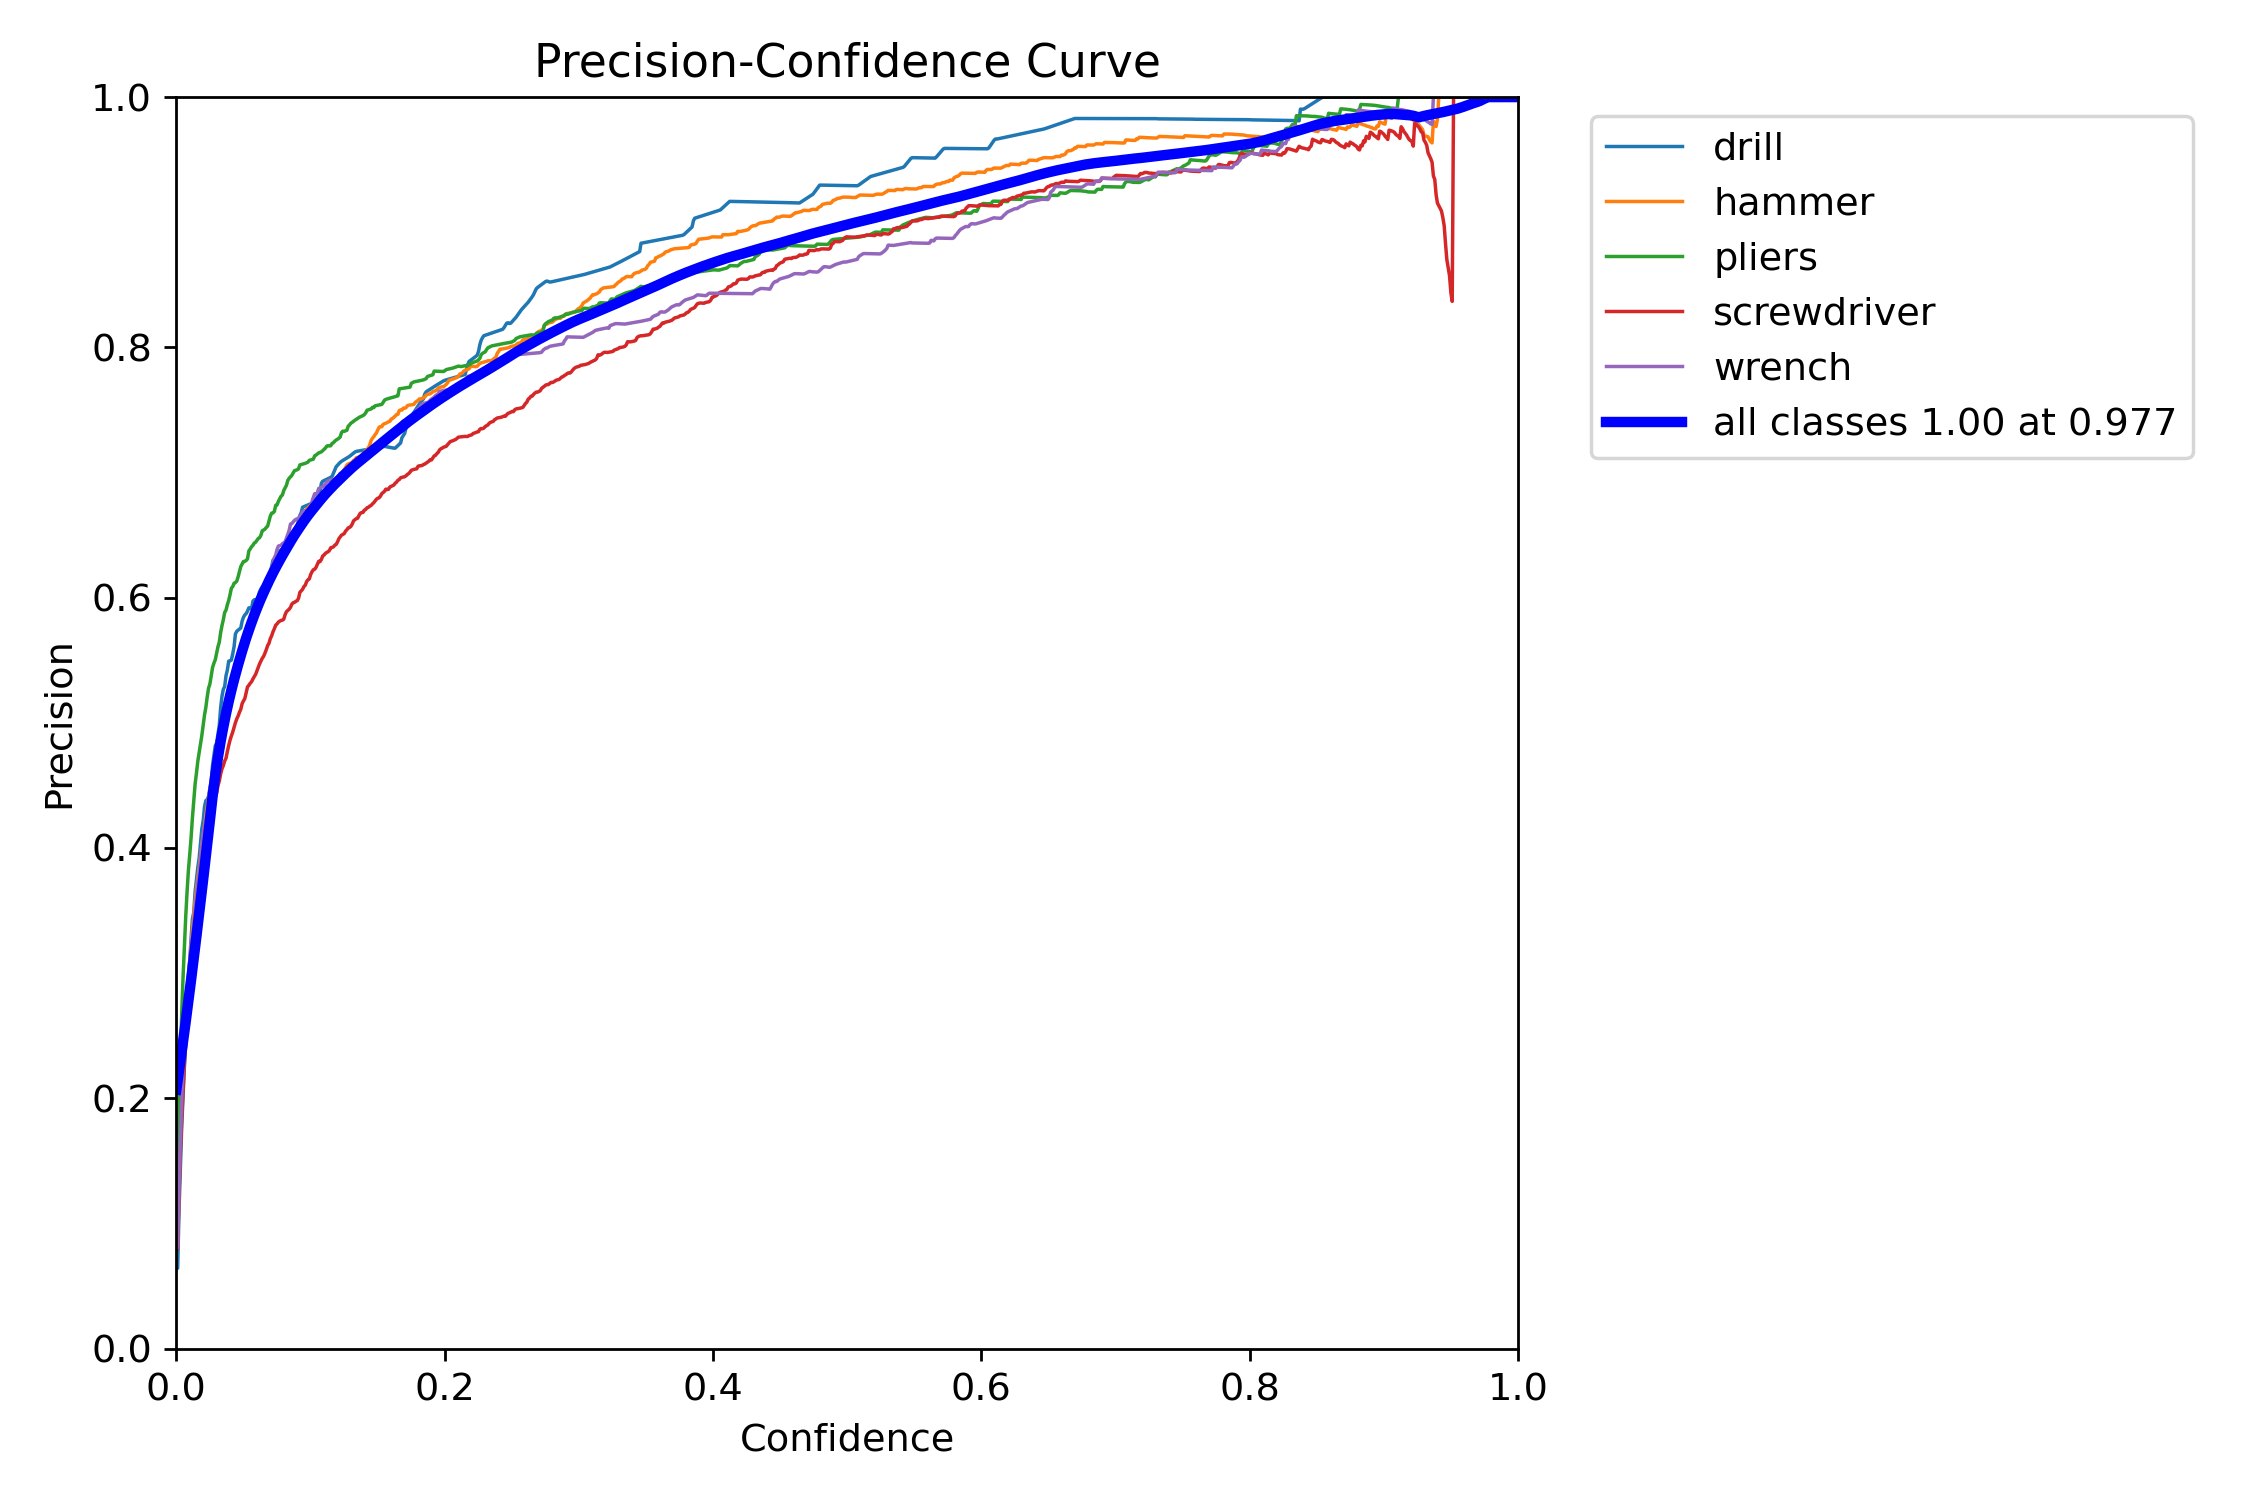 Precision-Confidence Curve
1.0
0.8
0.6
0.4
0.2
0.0
Precision
0.0 0.2 0.4 0.6 0.8 1.0
Confidence
drill
hammer
pliers
screwdriver
wrench
all classes 1.00 at 0.977